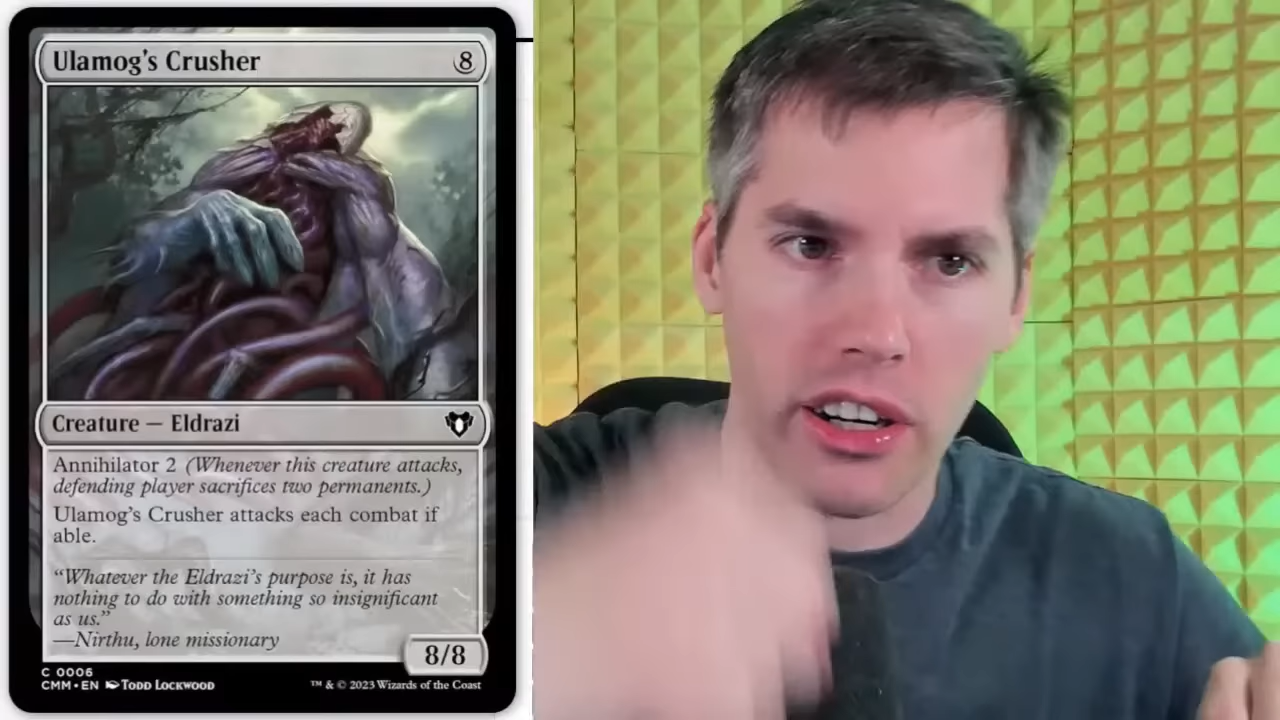 Ulamog's Crusher 8
Creature — Eldrazi
Annihilator 2 (Whenever this creature attacks,
defending player sacrifices two permanents.)
Ulamog's Crusher attacks each combat if
able.
“Whatever the Eldrazi's purpose is, it has
nothing to do with something so insignificant
as us.”
—Nirthu, lone missionary
8/8
C 0006
CMM • EN Todd Lockwood ™ & © 2023 Wizards of the Coast